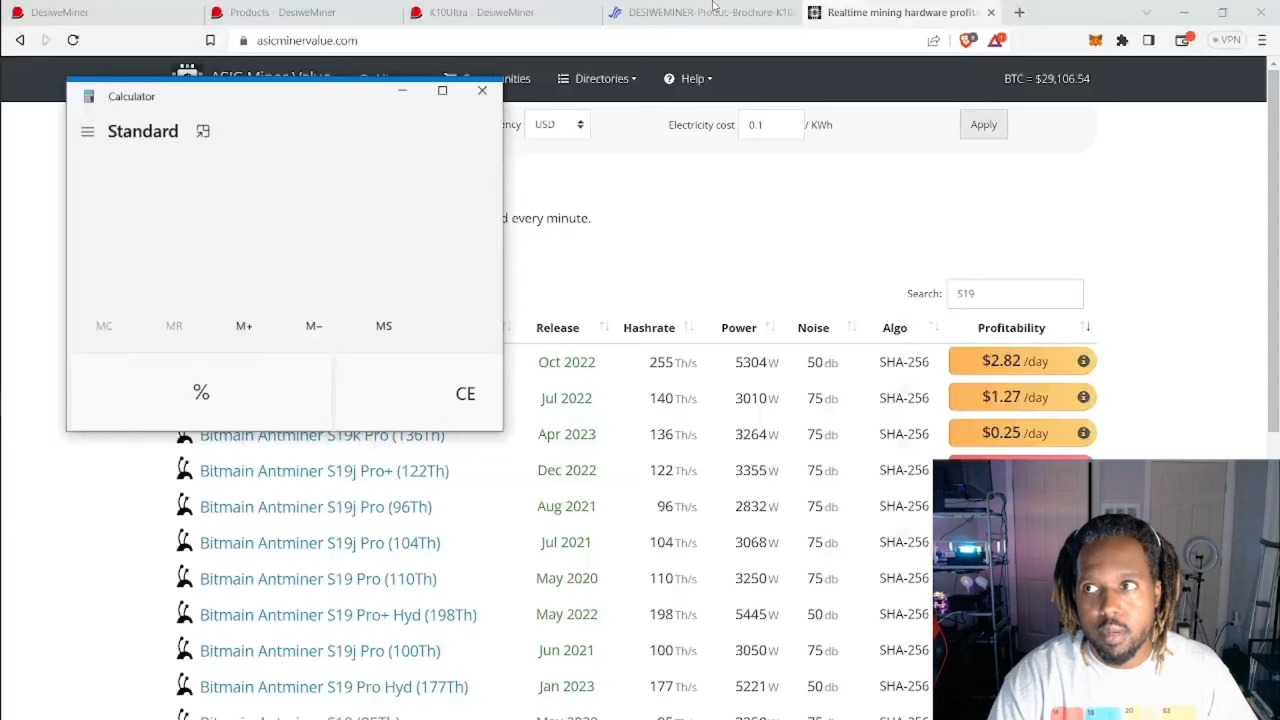 DesiweMiner
Products - DesiweMiner
K10Ultra - DesiweMiner
DESIWEMINER-Produt-Brochure-K10...
Realtime mining hardware profit
asicminervalue.com
VPN
ASIC Miner Value
Directories
Help
BTC = $29,106.54
Calculator
Standard
USD
Electricity cost
0.1
/ KWh
Apply
d every minute.
Search:
S19
MC MR M+ M− MS
% CE
Release Hashrate Power Noise Algo Profitability
Oct 2022 255 Th/s 5304 W 50 db SHA-256 $2.82 /day
Jul 2022 140 Th/s 3010 W 75 db SHA-256 $1.27 /day
Bitmain Antminer S19k Pro (136Th) Apr 2023 136 Th/s 3264 W 75 db SHA-256 $0.25 /day
Bitmain Antminer S19j Pro+ (122Th) Dec 2022 122 Th/s 3355 W 75 db SHA-256
Bitmain Antminer S19j Pro (96Th) Aug 2021 96 Th/s 2832 W 75 db SHA-256
Bitmain Antminer S19j Pro (104Th) Jul 2021 104 Th/s 3068 W 75 db SHA-256
Bitmain Antminer S19 Pro (110Th) May 2020 110 Th/s 3250 W 75 db SHA-256
Bitmain Antminer S19 Pro+ Hyd (198Th) May 2022 198 Th/s 5445 W 50 db SHA-256
Bitmain Antminer S19j Pro (100Th) Jun 2021 100 Th/s 3050 W 75 db SHA-256
Bitmain Antminer S19 Pro Hyd (177Th) Jan 2023 177 Th/s 5221 W 50 db SHA-256